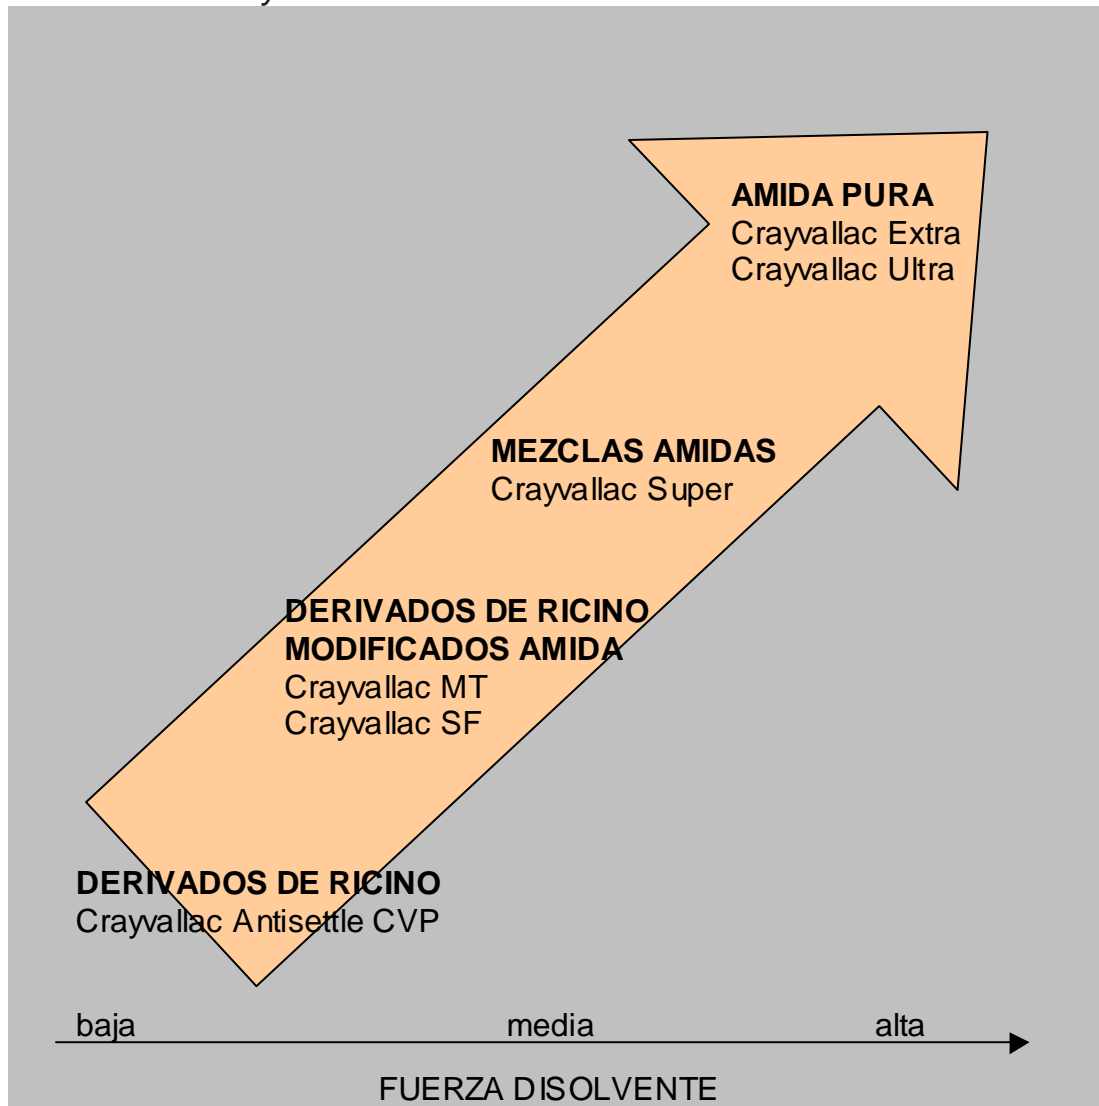 AMIDA PURA
Crayvallac Extra
Crayvallac Ultra
MEZCLAS AMIDAS
Crayvallac Super
DERIVADOS DE RICINO
MODIFICADOS AMIDA
Crayvallac MT
Crayvallac SF
DERIVADOS DE RICINO
Crayvallac Antisettle CVP
baja media alta
FUERZA DISOLVENTE